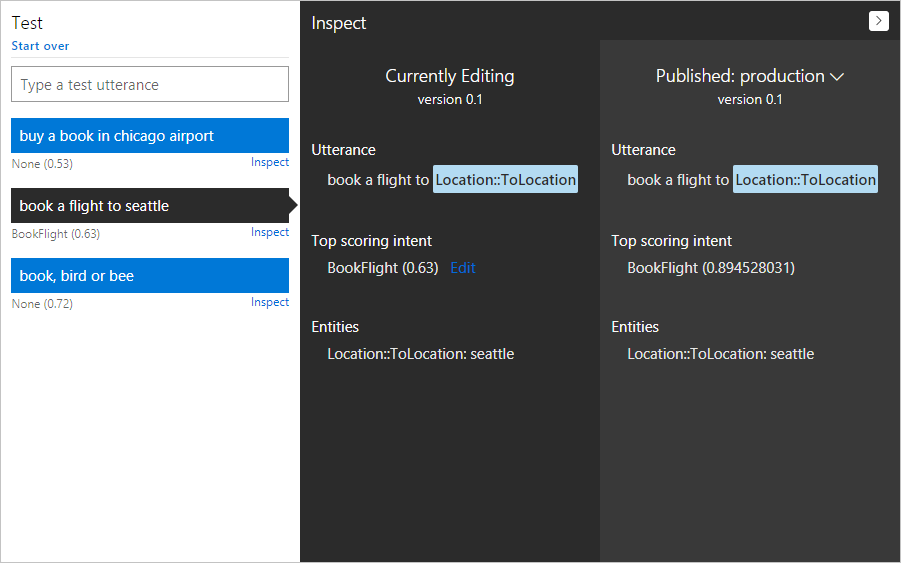 Test
Start over
Type a test utterance
buy a book in chicago airport
None (0.53) Inspect
book a flight to seattle
BookFlight (0.63) Inspect
book, bird or bee
None (0.72) Inspect
Inspect
Currently Editing
version 0.1
Utterance
book a flight to Location::ToLocation
Top scoring intent
BookFlight (0.63) Edit
Entities
Location::ToLocation: seattle
Published: production
version 0.1
Utterance
book a flight to Location::ToLocation
Top scoring intent
BookFlight (0.894528031)
Entities
Location::ToLocation: seattle